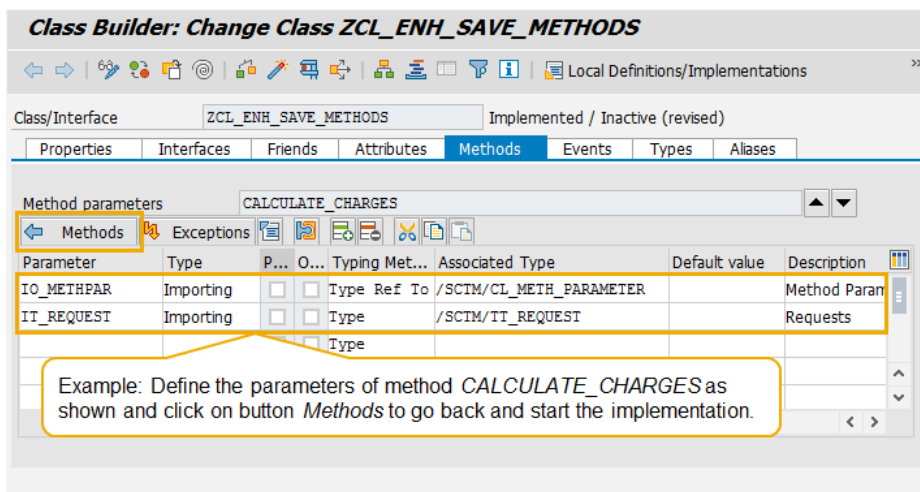 Class Builder: Change Class ZCL_ENH_SAVE_METHODS
Local Definitions/Implementations
Class/Interface ZCL_ENH_SAVE_METHODS Implemented / Inactive (revised)
Properties Interfaces Friends Attributes Methods Events Types Aliases
Method parameters CALCULATE_CHARGES
Methods Exceptions
Parameter Type P... O... Typing Met... Associated Type Default value Description
IO_METHPAR Importing Type Ref To /SCTM/CL_METH_PARAMETER Method Param
IT_REQUEST Importing Type /SCTM/TT_REQUEST Requests
Type
Example: Define the parameters of method CALCULATE_CHARGES as
shown and click on button Methods to go back and start the implementation.